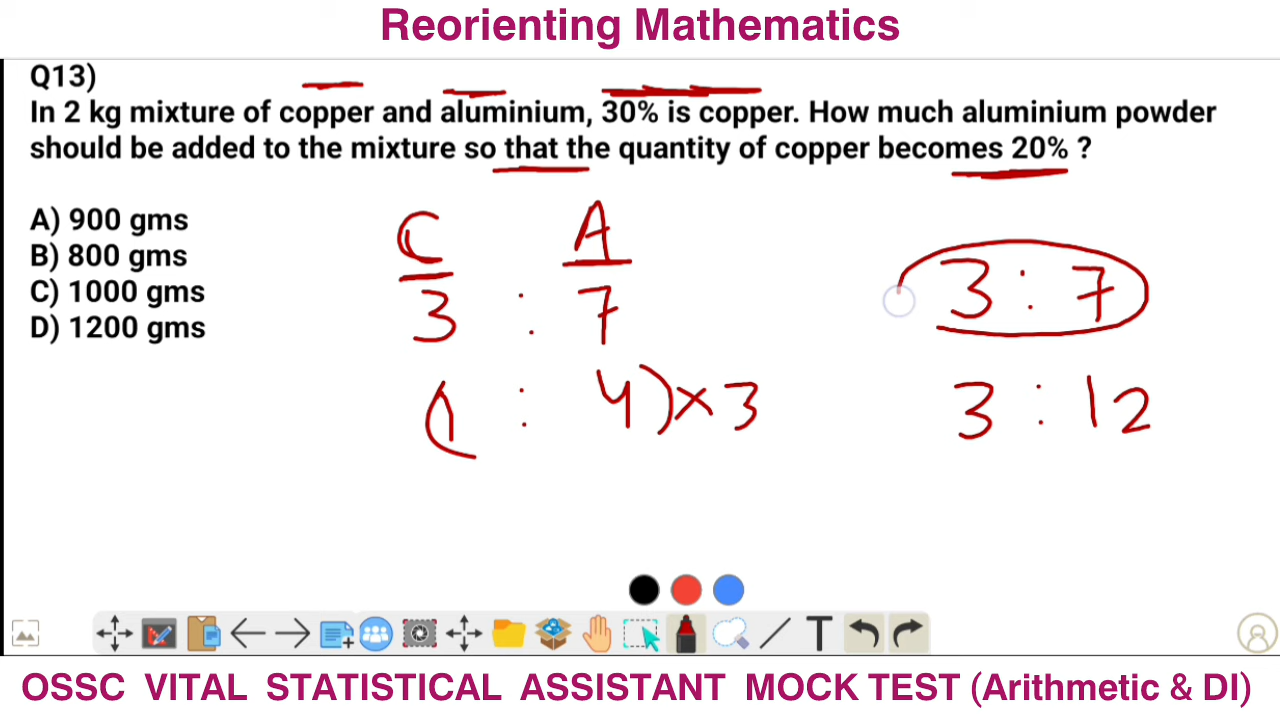 Reorienting Mathematics
Q13)
In 2 kg mixture of copper and aluminium, 30% is copper. How much aluminium powder
should be added to the mixture so that the quantity of copper becomes 20% ?
A) 900 gms
B) 800 gms
C) 1000 gms
D) 1200 gms
C A
3 : 7
(1 : 4) × 3
3 : 7
3 : 12
T
OSSC VITAL STATISTICAL ASSISTANT MOCK TEST (Arithmetic & DI)